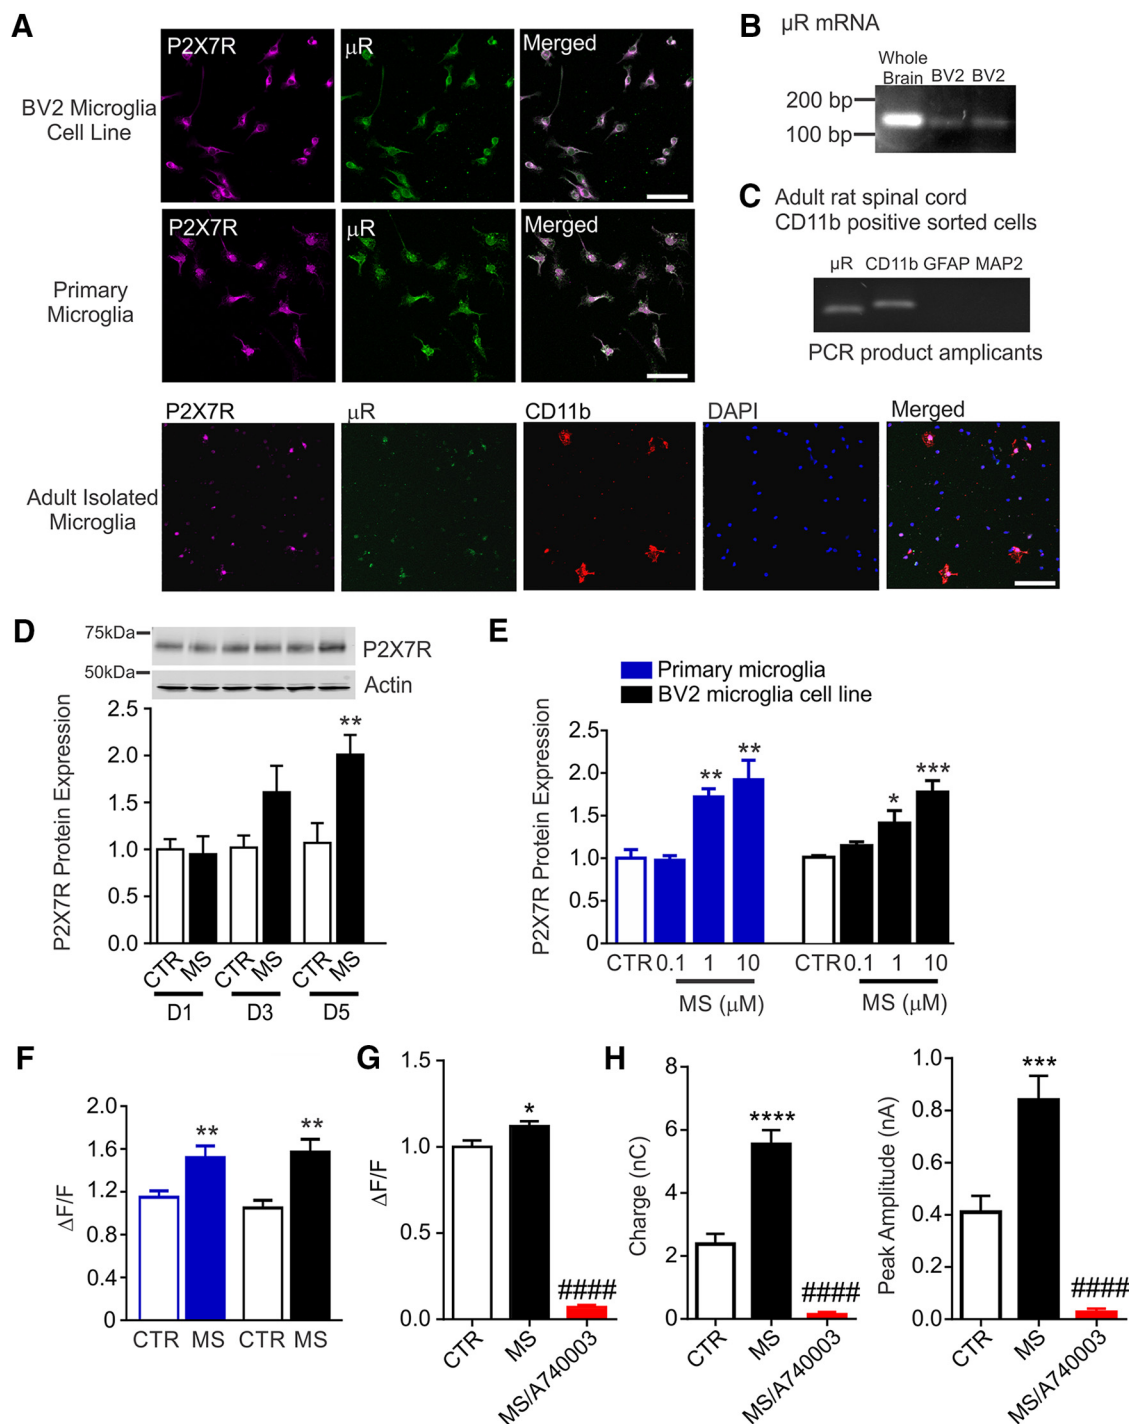 A
P2X7R
μR
Merged
BV2 Microglia
Cell Line
P2X7R
μR
Merged
Primary
Microglia
P2X7R
μR
CD11b
DAPI
Merged
Adult Isolated
Microglia
B
μR mRNA
Whole
Brain BV2 BV2
200 bp
100 bp
C
Adult rat spinal cord
CD11b positive sorted cells
μR CD11b GFAP MAP2
PCR product amplicants
D
75kDa
P2X7R
50kDa
Actin
P2X7R Protein Expression
2.5
2.0
1.5
1.0
0.5
0.0
**
CTR MS CTR MS CTR MS
D1 D3 D5
E
Primary microglia
BV2 microglia cell line
P2X7R Protein Expression
2.5
2.0
1.5
1.0
0.5
0
** ** * ***
CTR 0.1 1 10 CTR 0.1 1 10
MS (μM) MS (μM)
F
ΔF/F
2.0
1.6
1.2
0.8
0.4
0
** **
CTR MS CTR MS
G
ΔF/F
1.5
1.0
0.5
0.0
*
####
CTR MS MS/A740003
H
Charge (nC)
8
6
4
2
0
****
####
CTR MS MS/A740003
Peak Amplitude (nA)
1.0
0.8
0.6
0.4
0.2
0.0
***
####
CTR MS MS/A740003